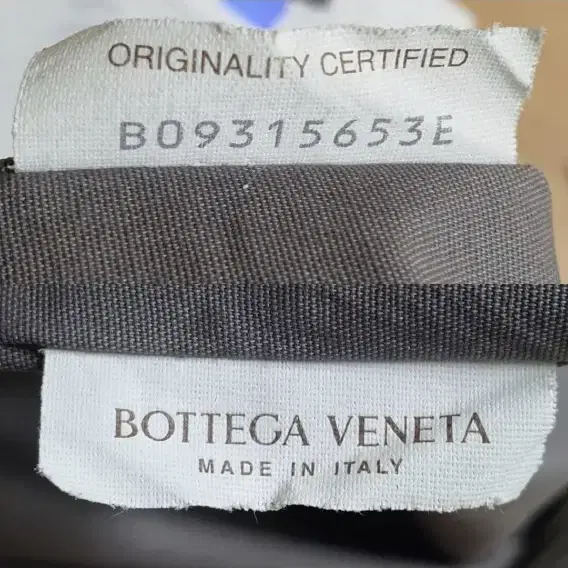 ORIGINALITY CERTIFIED
B09315653E
BOTTEGA VENETA
MADE IN ITALY